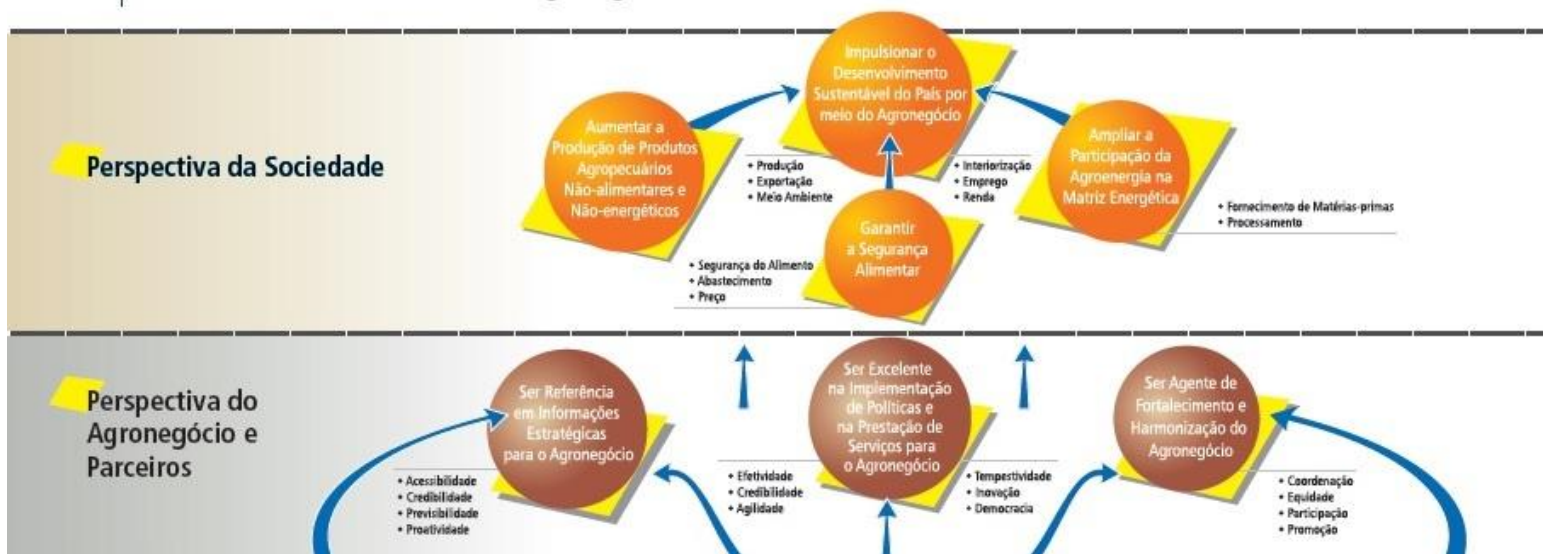 Perspectiva da Sociedade
Impulsionar o
Desenvolvimento
Sustentável do País por
meio do Agronegócio
Aumentar a
Produção de Produtos
Agropecuários
Não-alimentares e
Não-energéticos
• Produção
• Exportação
• Meio Ambiente
• Interiorização
• Emprego
• Renda
Ampliar a
Participação da
Agroenergia na
Matriz Energética
• Fornecimento de Matérias-primas
• Processamento
Garantir
a Segurança
Alimentar
• Segurança do Alimento
• Abastecimento
• Preço
Perspectiva do
Agronegócio e
Parceiros
Ser Referência
em Informações
Estratégicas
para o Agronegócio
• Acessibilidade
• Credibilidade
• Previsibilidade
• Proatividade
Ser Excelente
na Implementação
de Políticas e
na Prestação de
Serviços para
o Agronegócio
• Efetividade
• Credibilidade
• Agilidade
• Tempestividade
• Inovação
• Democracia
Ser Agente de
Fortalecimento e
Harmonização do
Agronegócio
• Coordenação
• Equidade
• Participação
• Promoção